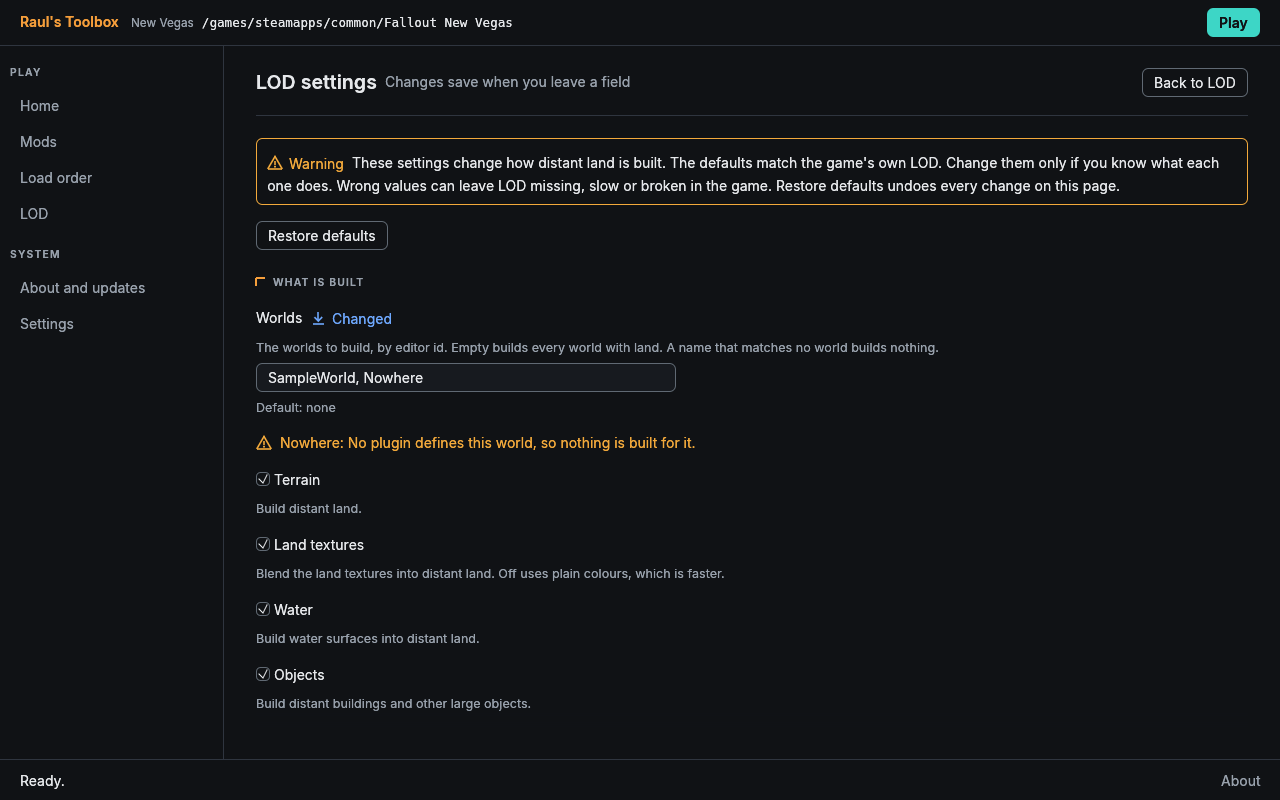 Raul's Toolbox New Vegas /games/steamapps/common/Fallout New Vegas Play
PLAY
Home
Mods
Load order
LOD
SYSTEM
About and updates
Settings
LOD settings Changes save when you leave a field Back to LOD
Warning These settings change how distant land is built. The defaults match the game's own LOD. Change them only if you know what each
one does. Wrong values can leave LOD missing, slow or broken in the game. Restore defaults undoes every change on this page.
Restore defaults
WHAT IS BUILT
Worlds Changed
The worlds to build, by editor id. Empty builds every world with land. A name that matches no world builds nothing.
SampleWorld, Nowhere
Default: none
Nowhere: No plugin defines this world, so nothing is built for it.
Terrain
Build distant land.
Land textures
Blend the land textures into distant land. Off uses plain colours, which is faster.
Water
Build water surfaces into distant land.
Objects
Build distant buildings and other large objects.
Ready. About